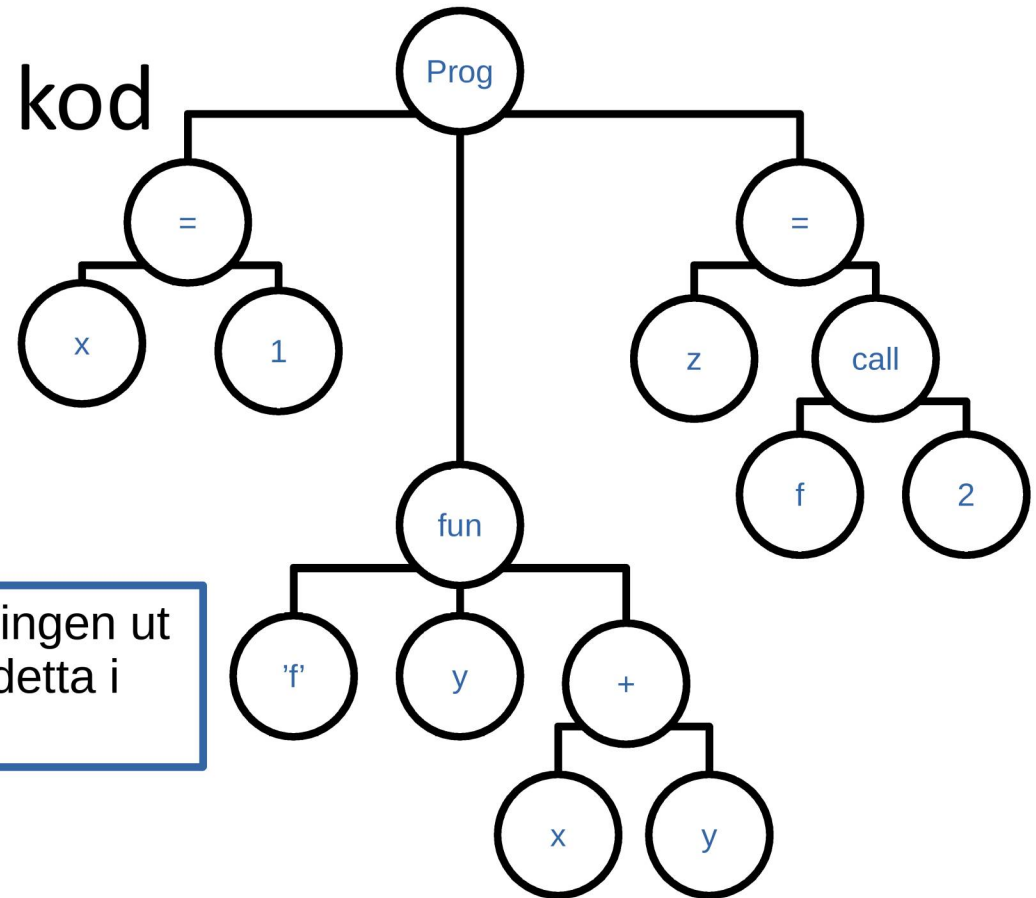 kod
Prog
=
=
x
1
z
call
f
2
fun
'f'
y
+
x
y
ingen ut
detta i